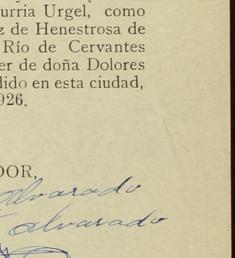 urria Urgel, como
z de Henestrosa de
Río de Cervantes
er de doña Dolores
dido en esta ciudad,
926.
DOR,
Alvarado
Alvarado